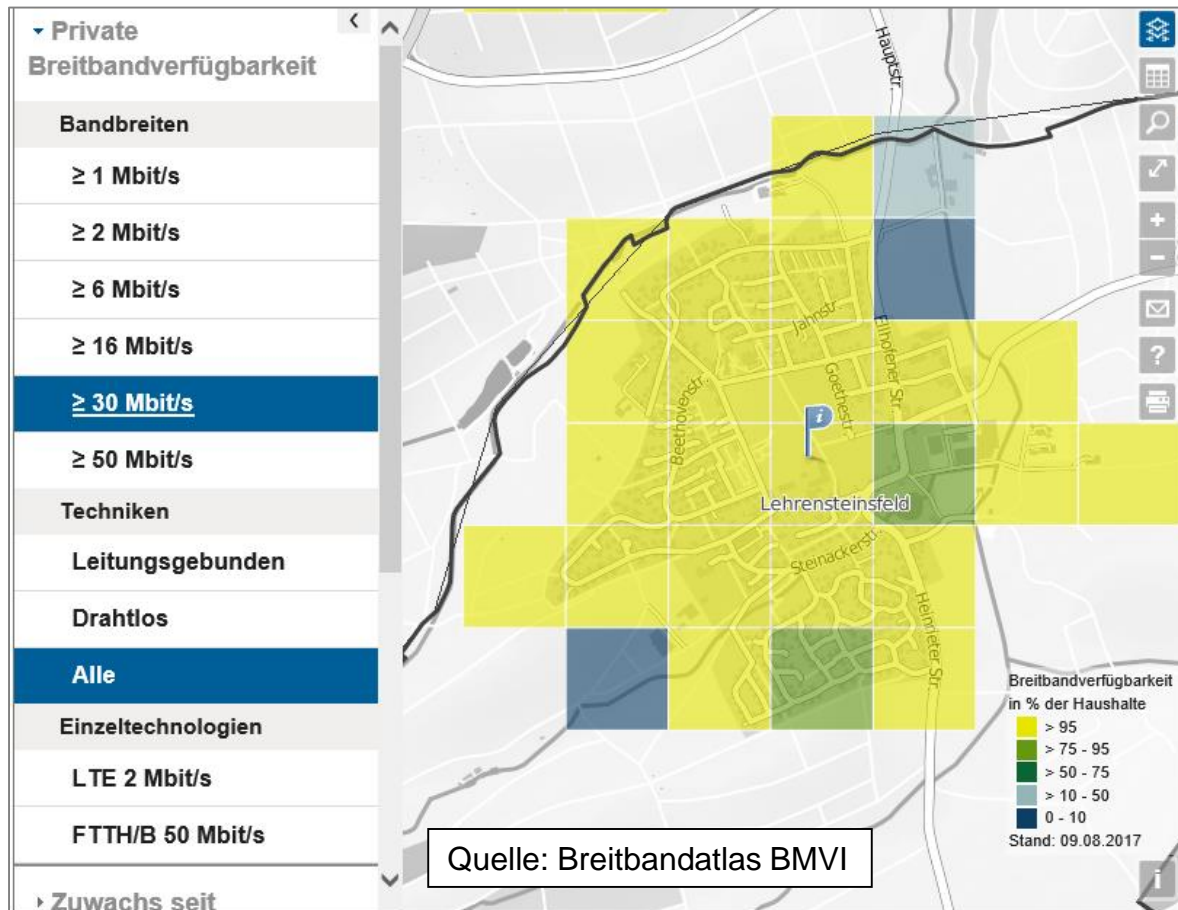 Private
Breitbandverfügbarkeit
Bandbreiten
≥ 1 Mbit/s
≥ 2 Mbit/s
≥ 6 Mbit/s
≥ 16 Mbit/s
≥ 30 Mbit/s
≥ 50 Mbit/s
Techniken
Leitungsgebunden
Drahtlos
Alle
Einzeltechnologien
LTE 2 Mbit/s
FTTH/B 50 Mbit/s
Zuwachs seit
Hauptstr.
Jahnstr.
Ellhofener Str.
Goethestr.
Beethovenstr.
i
Lehrensteinsfeld
Steinackerstr.
Heinrieter Str.
Breitbandverfügbarkeit
in % der Haushalte
> 95
> 75 - 95
> 50 - 75
> 10 - 50
0 - 10
Stand: 09.08.2017
Quelle: Breitbandatlas BMVI
+
−
?
i